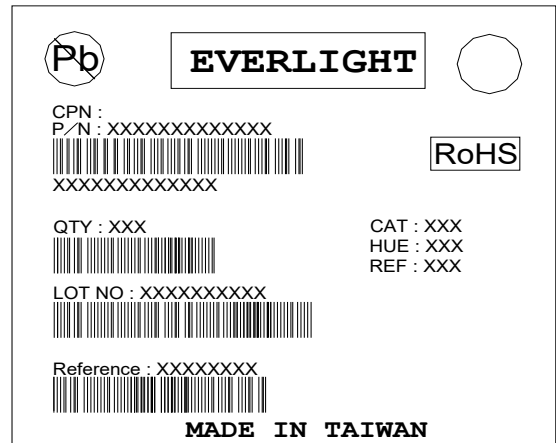 Pb
EVERLIGHT
CPN :
P/N : XXXXXXXXXXXXX
RoHS
XXXXXXXXXXXXX
QTY : XXX
CAT : XXX
HUE : XXX
REF : XXX
LOT NO : XXXXXXXXXX
Reference : XXXXXXXX
MADE IN TAIWAN